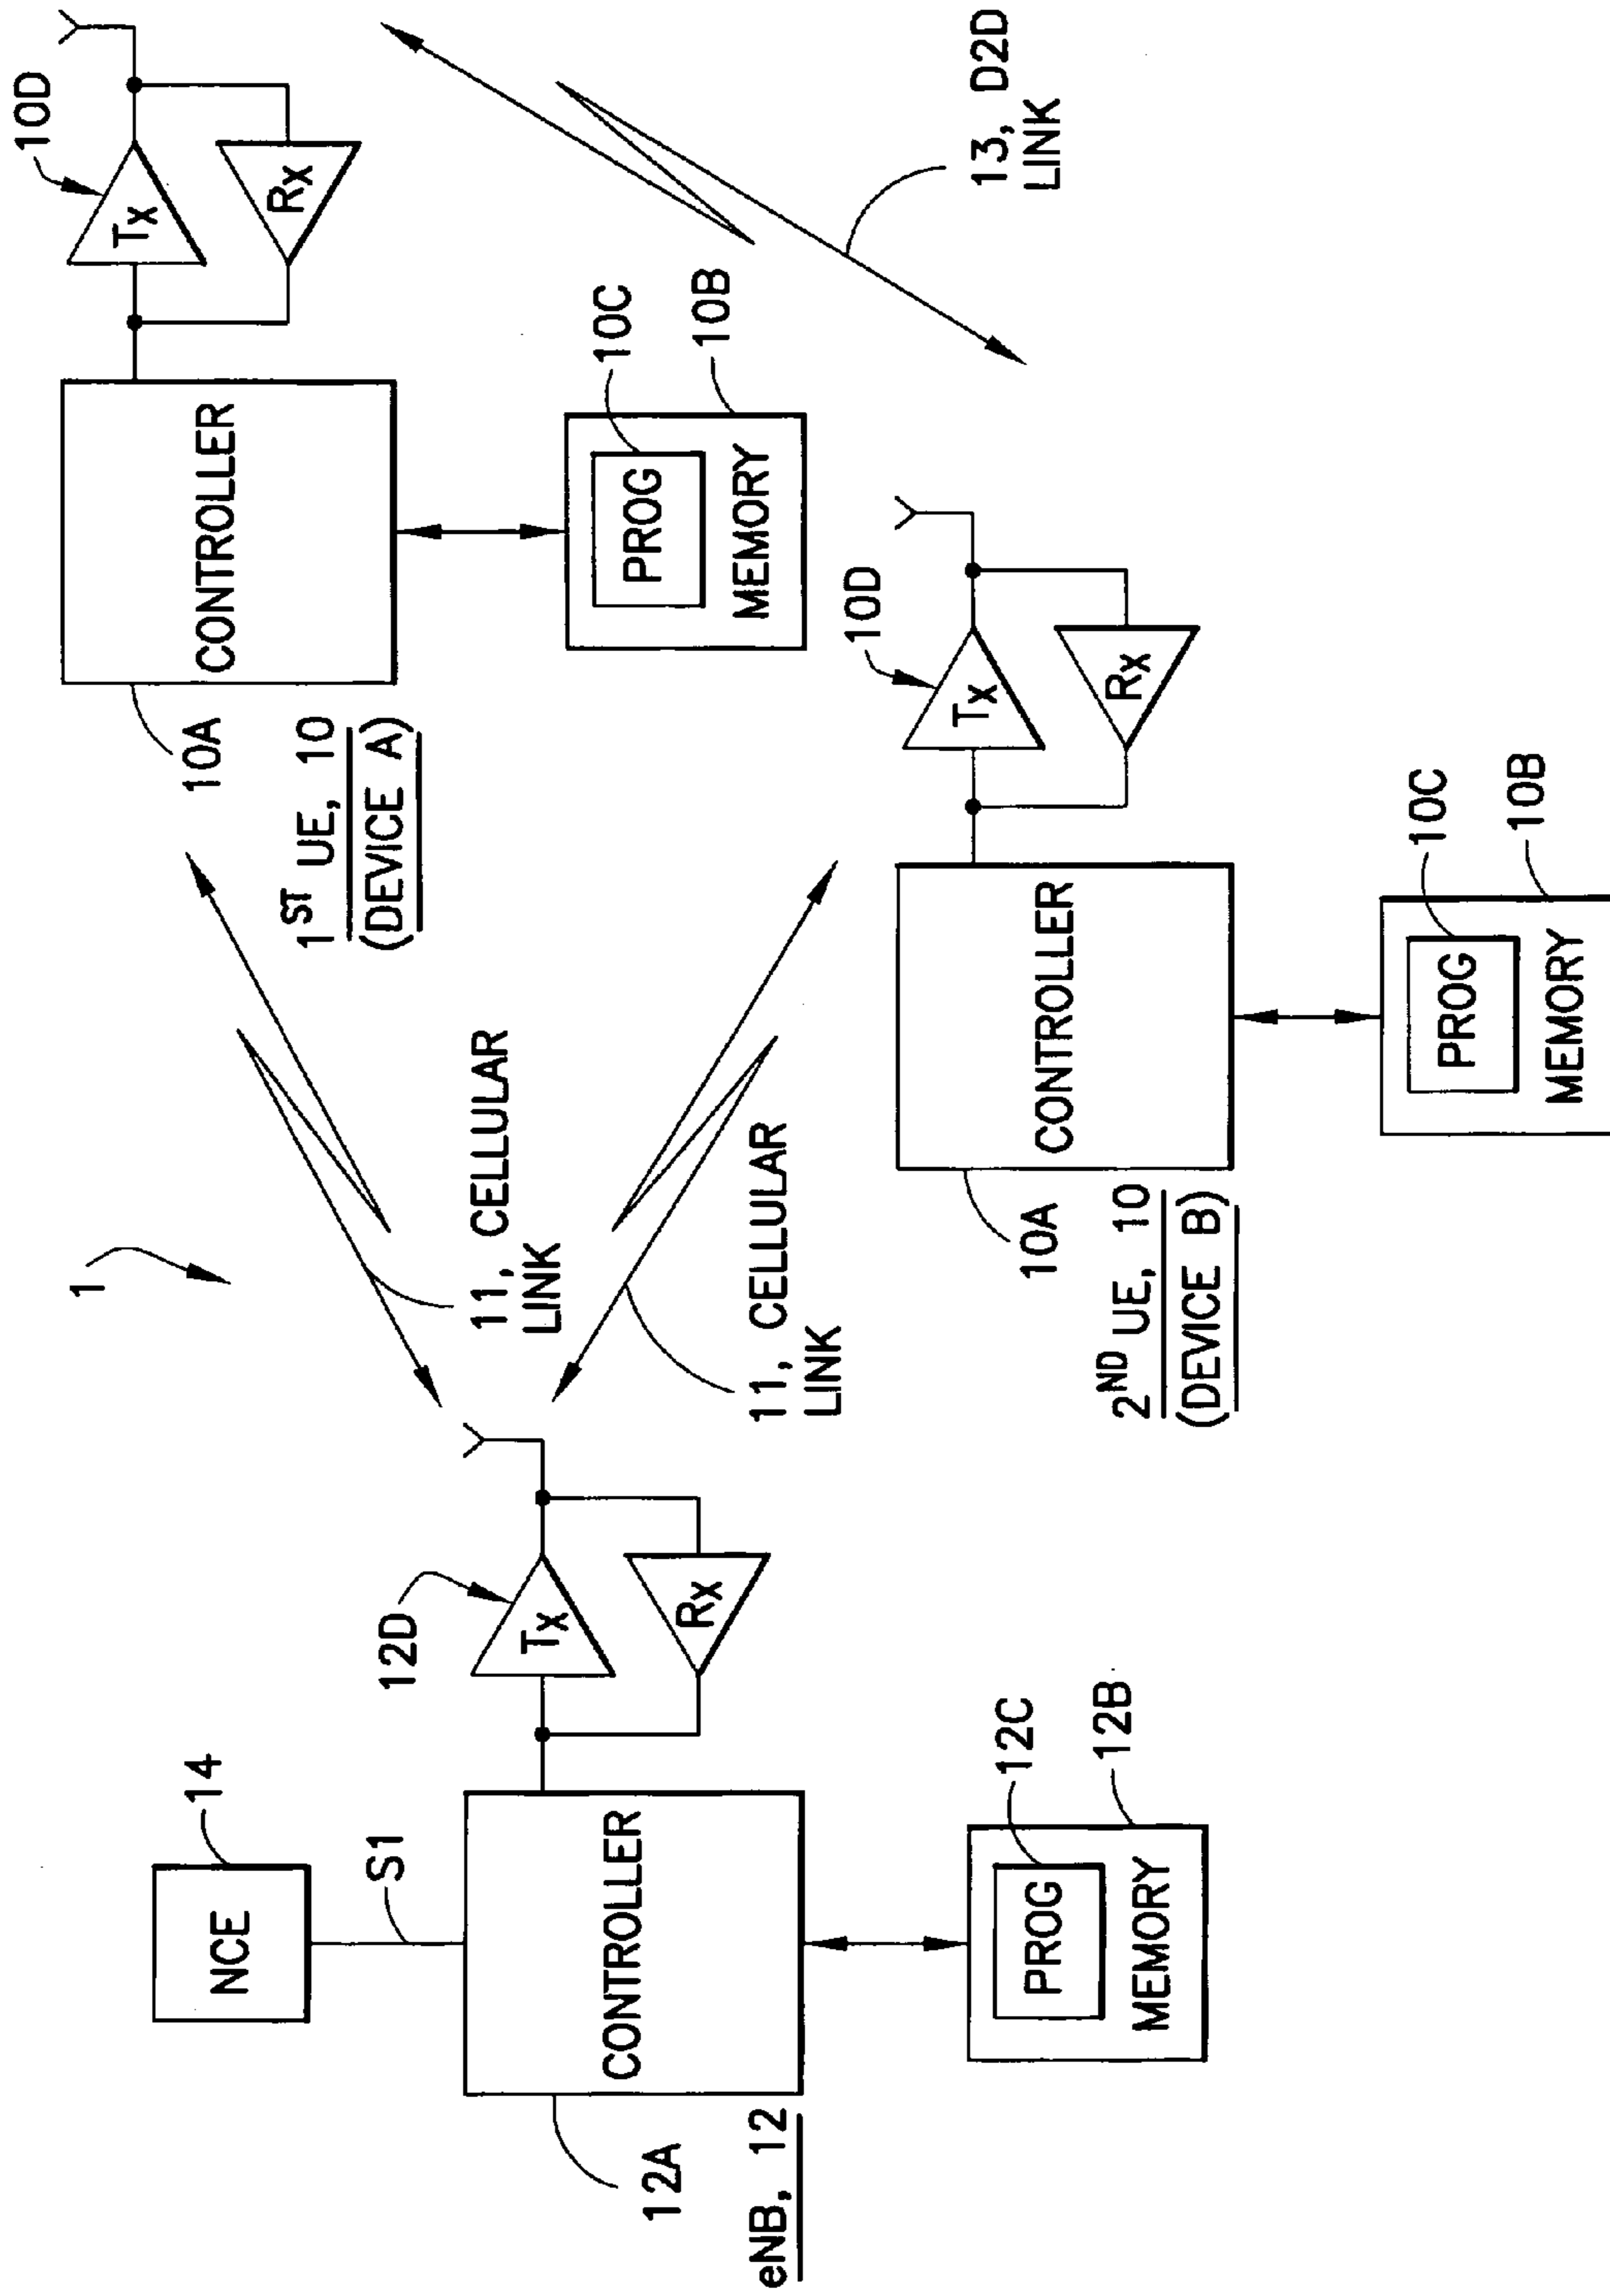 1
14
NCE
S1
12D
Tx
Rx
CONTROLLER
12A
eNB, 12
12C
12B
PROG
MEMORY
11, CELLULAR
LINK
11, CELLULAR
LINK
10D
Tx
Rx
CONTROLLER
10A
1ST UE, 10
(DEVICE A)
10C
10B
PROG
MEMORY
13, D2D
LINK
10D
Tx
Rx
CONTROLLER
10A
2ND UE, 10
(DEVICE B)
10C
10B
PROG
MEMORY